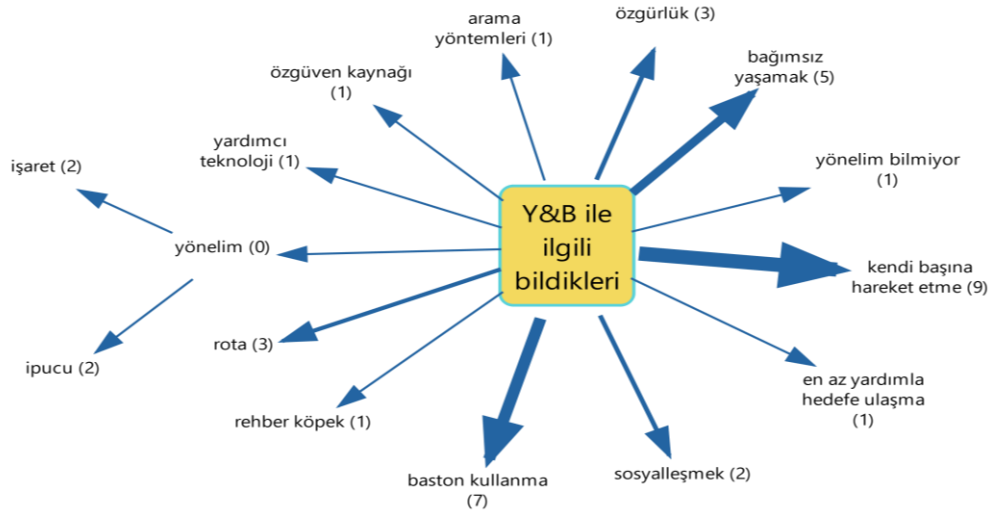 arama
yöntemleri (1)
özgürlük (3)
bağımsız
yaşamak (5)
özgüven kaynağı
(1)
yardımcı
teknoloji (1)
işaret (2)
yönelim bilmiyor
(1)
Y&B ile
ilgili
bildikleri
yönelim (0)
kendi başına
hareket etme (9)
rota (3)
ipucu (2)
en az yardımla
hedefe ulaşma
(1)
rehber köpek (1)
baston kullanma
(7)
sosyalleşmek (2)